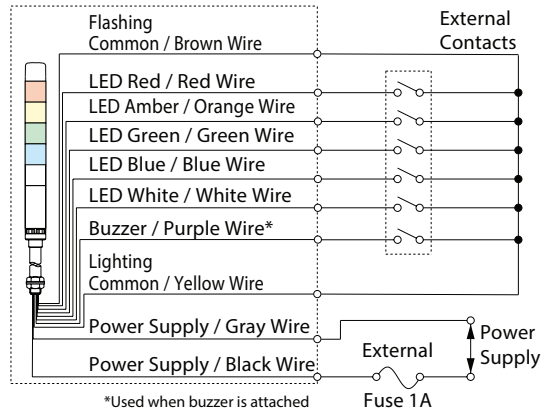 Flashing
Common / Brown Wire
External
Contacts
LED Red / Red Wire
LED Amber / Orange Wire
LED Green / Green Wire
LED Blue / Blue Wire
LED White / White Wire
Buzzer / Purple Wire*
Lighting
Common / Yellow Wire
Power Supply / Gray Wire
Power
Supply
External
Power Supply / Black Wire
Fuse 1A
*Used when buzzer is attached